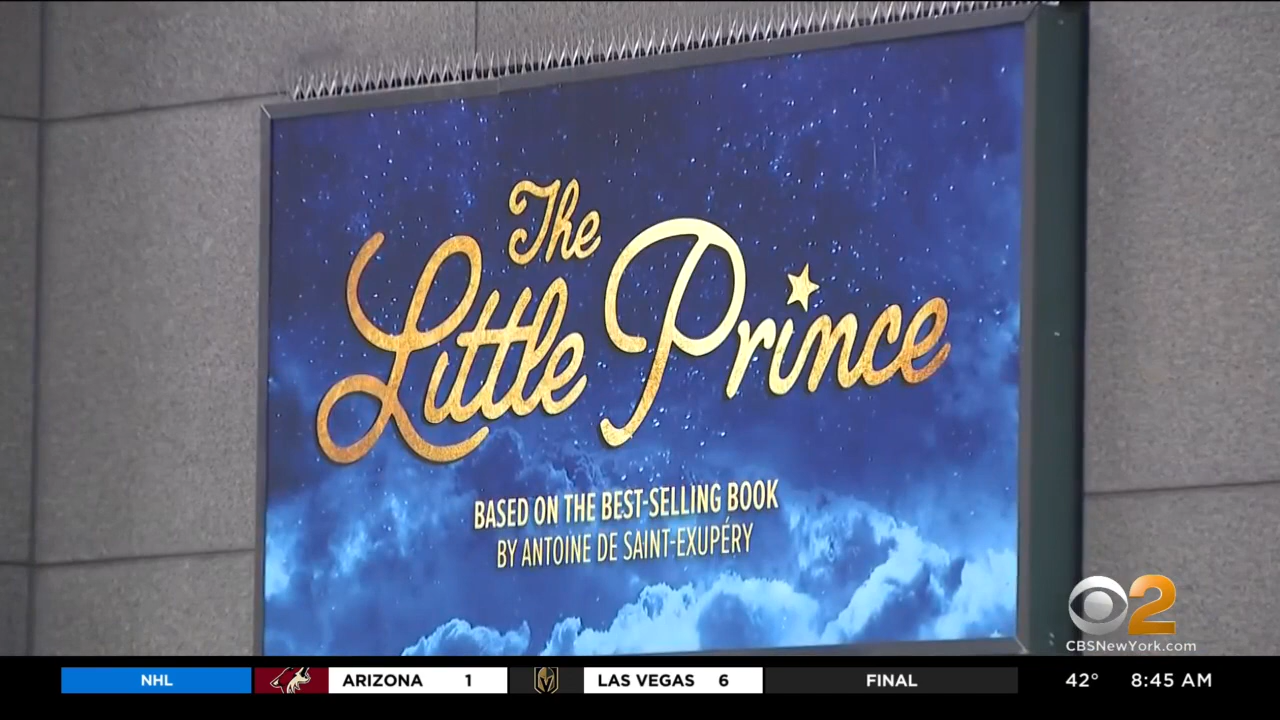 The
Little Prince
BASED ON THE BEST-SELLING BOOK
BY ANTOINE DE SAINT-EXUPÉRY
2
CBSNewYork.com
NHL ARIZONA 1 LAS VEGAS 6 FINAL 42° 8:45 AM